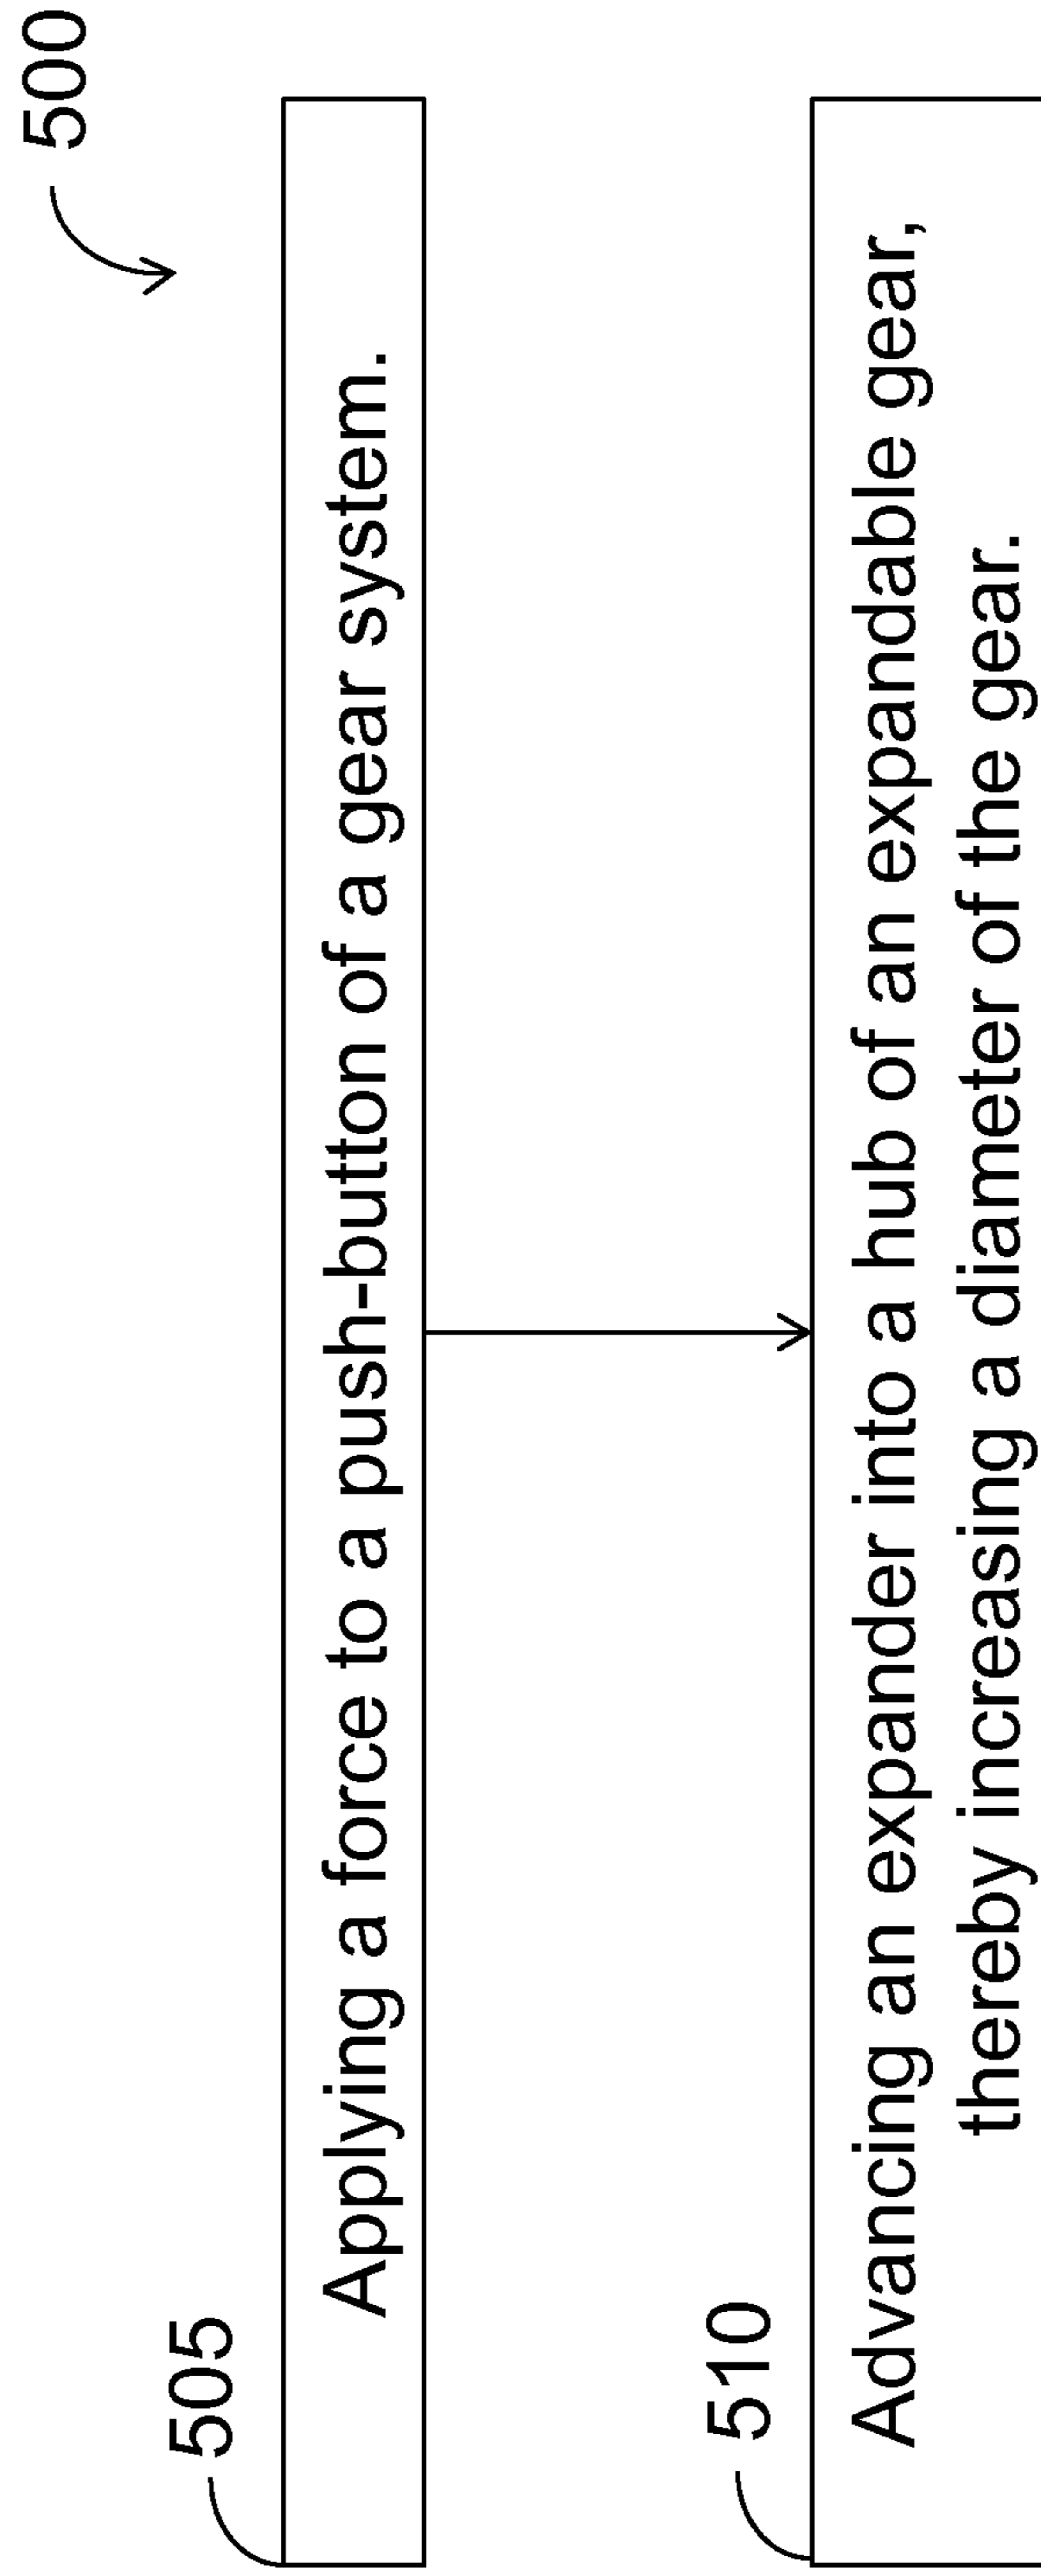 500
505
Applying a force to a push-button of a gear system.
510
Advancing an expander into a hub of an expandable gear,
thereby increasing a diameter of the gear.